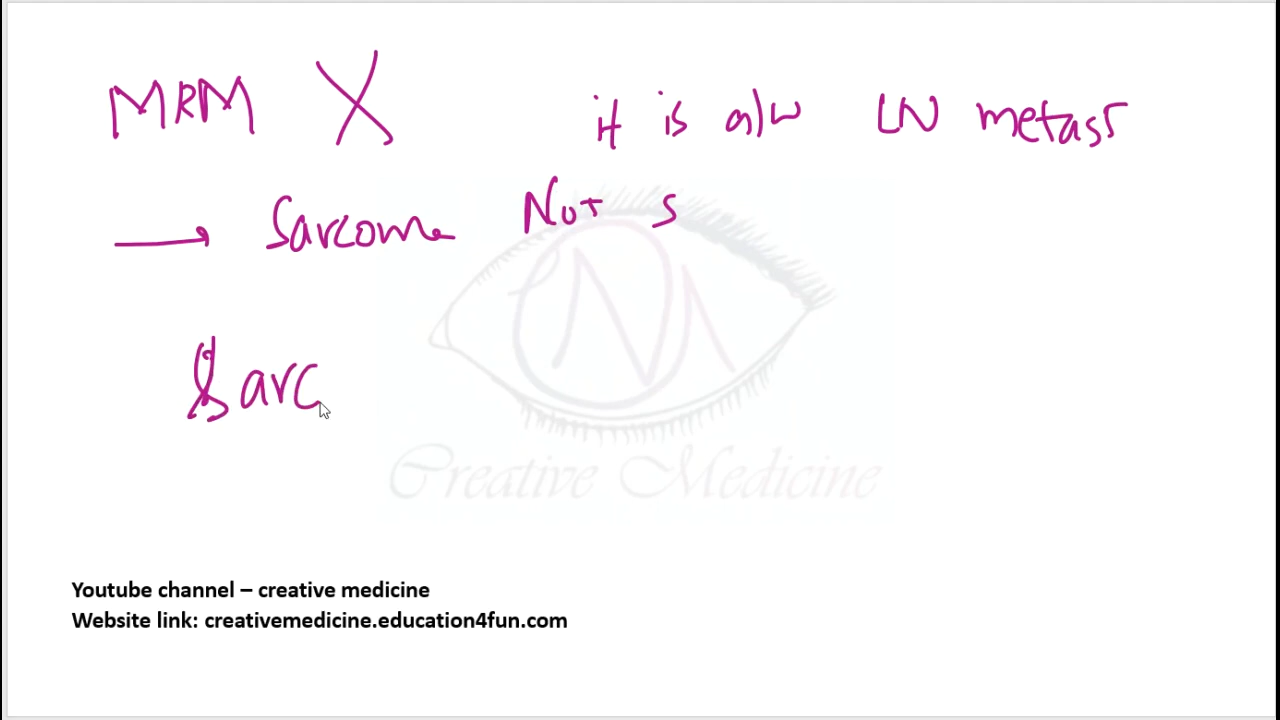 MRM X it is a/w LN metast
→ Sarcoma Not s
Sarc
Creative Medicine
Youtube channel – creative medicine
Website link: creativemedicine.education4fun.com